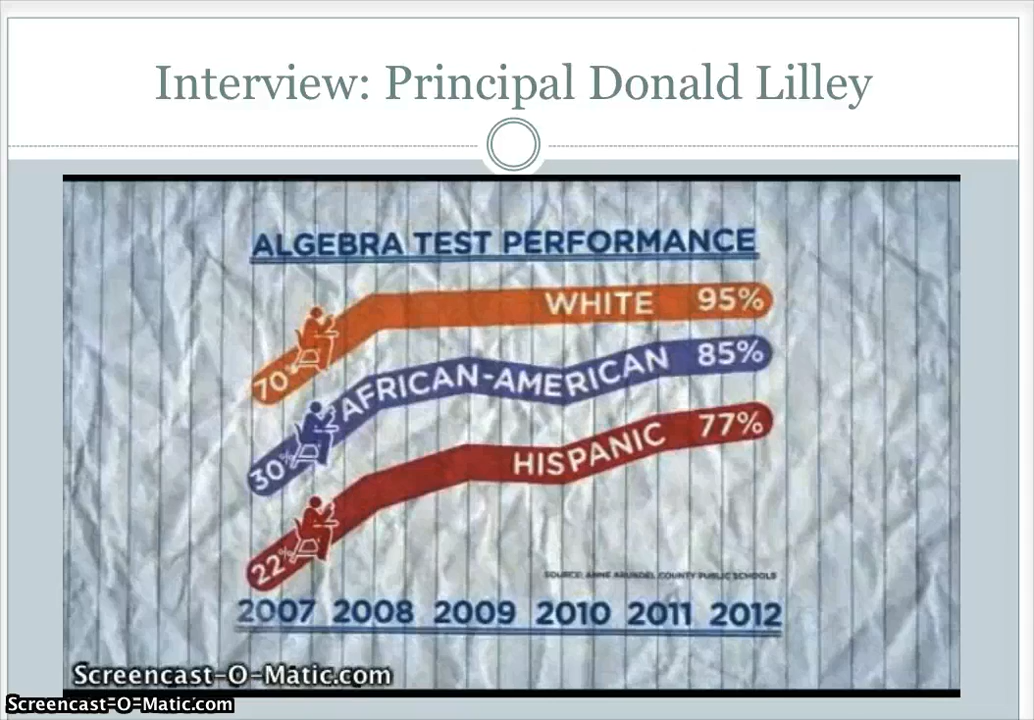 Interview: Principal Donald Lilley
ALGEBRA TEST PERFORMANCE
WHITE 95%
70%
AFRICAN-AMERICAN 85%
30%
HISPANIC 77%
22%
SOURCE: ANNE ARUNDEL COUNTY PUBLIC SCHOOLS
2007 2008 2009 2010 2011 2012
Screencast-O-Matic.com
Screencast-O-Matic.com